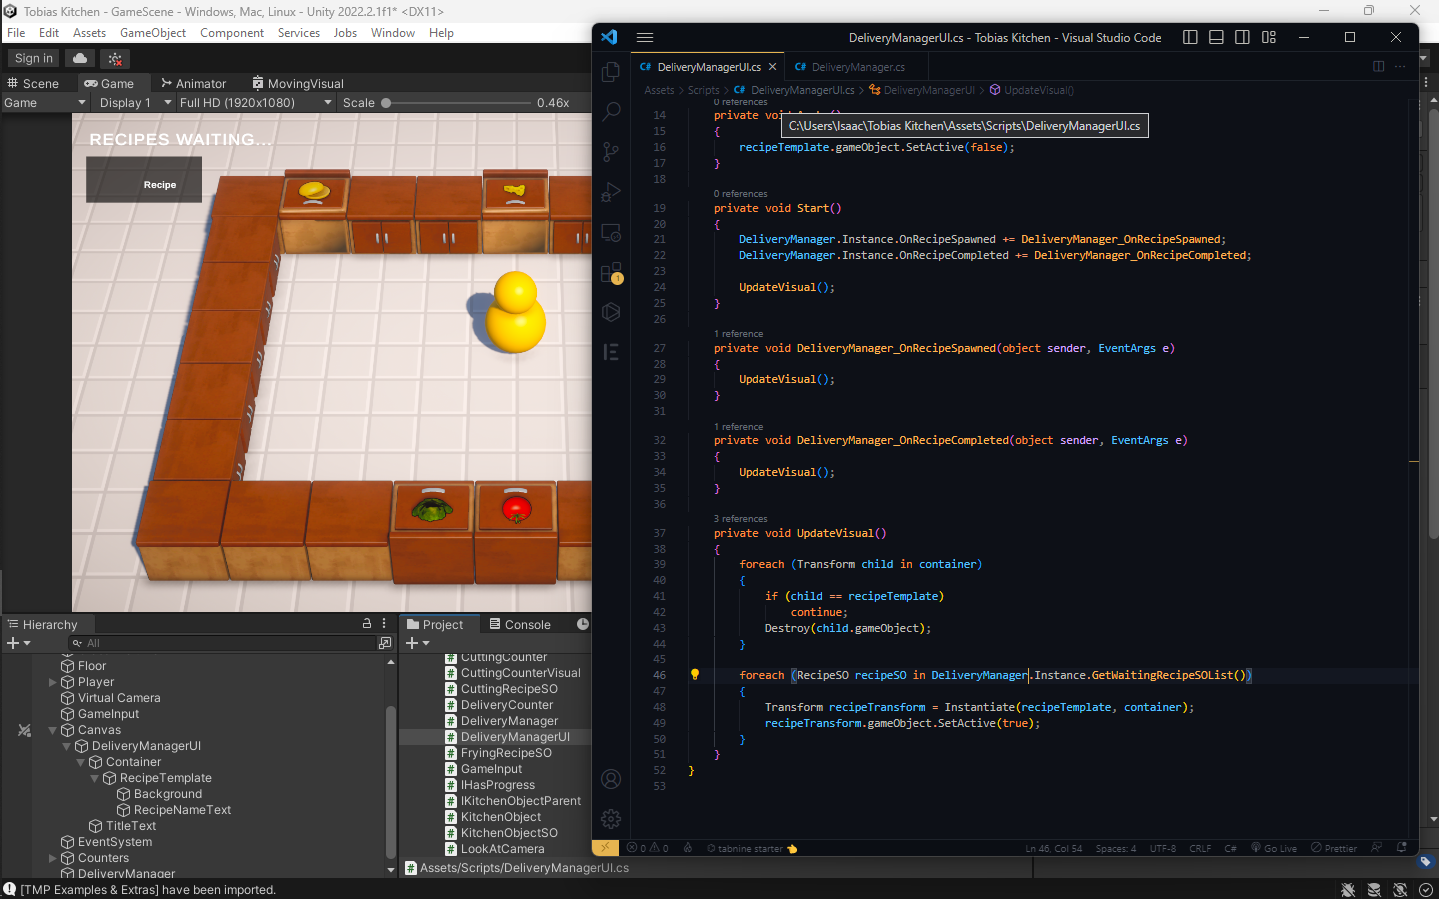 Tobias Kitchen - GameScene - Windows, Mac, Linux - Unity 2022.2.1f1* <DX11>
File Edit Assets GameObject Component Services Jobs Window Help
Sign in
Scene Game Animator MovingVisual
Game Display 1 Full HD (1920x1080) Scale 0.46x
RECIPES WAITING...
Recipe
Hierarchy
All
Floor
Player
Virtual Camera
GameInput
Canvas
DeliveryManagerUI
Container
RecipeTemplate
Background
RecipeNameText
TitleText
EventSystem
Counters
DeliveryManager
Project Console
CuttingCounter
CuttingCounterVisual
CuttingRecipeSO
DeliveryCounter
DeliveryManager
DeliveryManagerUI
FryingRecipeSO
GameInput
IHasProgress
IKitchenObjectParent
KitchenObject
KitchenObjectSO
LookAtCamera
Assets/Scripts/DeliveryManagerUI.cs
[TMP Examples & Extras] have been imported.
DeliveryManagerUI.cs - Tobias Kitchen - Visual Studio Code
C# DeliveryManagerUI.cs C# DeliveryManager.cs
Assets > Scripts > C# DeliveryManagerUI.cs > DeliveryManagerUI > UpdateVisual()
C:\Users\Isaac\Tobias Kitchen\Assets\Scripts\DeliveryManagerUI.cs
0 references
14 private voi
15 {
16 recipeTemplate.gameObject.SetActive(false);
17 }
18
0 references
19 private void Start()
20 {
21 DeliveryManager.Instance.OnRecipeSpawned += DeliveryManager_OnRecipeSpawned;
22 DeliveryManager.Instance.OnRecipeCompleted += DeliveryManager_OnRecipeCompleted;
23
24 UpdateVisual();
25 }
26
1 reference
27 private void DeliveryManager_OnRecipeSpawned(object sender, EventArgs e)
28 {
29 UpdateVisual();
30 }
31
1 reference
32 private void DeliveryManager_OnRecipeCompleted(object sender, EventArgs e)
33 {
34 UpdateVisual();
35 }
36
3 references
37 private void UpdateVisual()
38 {
39 foreach (Transform child in container)
40 {
41 if (child == recipeTemplate)
42 continue;
43 Destroy(child.gameObject);
44 }
45
46 foreach (RecipeSO recipeSO in DeliveryManager.Instance.GetWaitingRecipeSOList())
47 {
48 Transform recipeTransform = Instantiate(recipeTemplate, container);
49 recipeTransform.gameObject.SetActive(true);
50 }
51 }
52 }
53
1
0 0 tabnine starter Ln 46, Col 54 Spaces: 4 UTF-8 CRLF C# Go Live Prettier